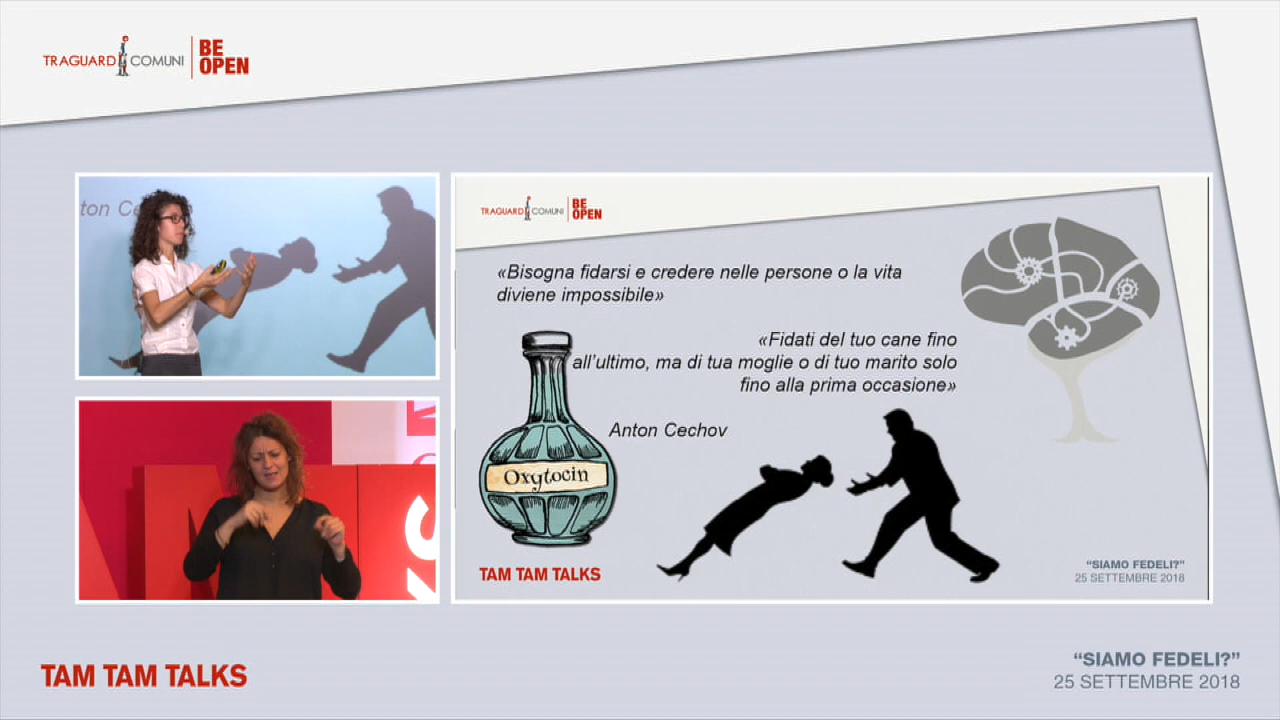 TRAGUARDI COMUNI
BE
OPEN
ton Ce
TRAGUARDI COMUNI
BE
OPEN
«Bisogna fidarsi e credere nelle persone o la vita
diviene impossibile»
«Fidati del tuo cane fino
all'ultimo, ma di tua moglie o di tuo marito solo
fino alla prima occasione»
Anton Cechov
Oxytocin
TAM TAM TALKS
“SIAMO FEDELI?”
25 SETTEMBRE 2018
TAM TAM TALKS
“SIAMO FEDELI?”
25 SETTEMBRE 2018